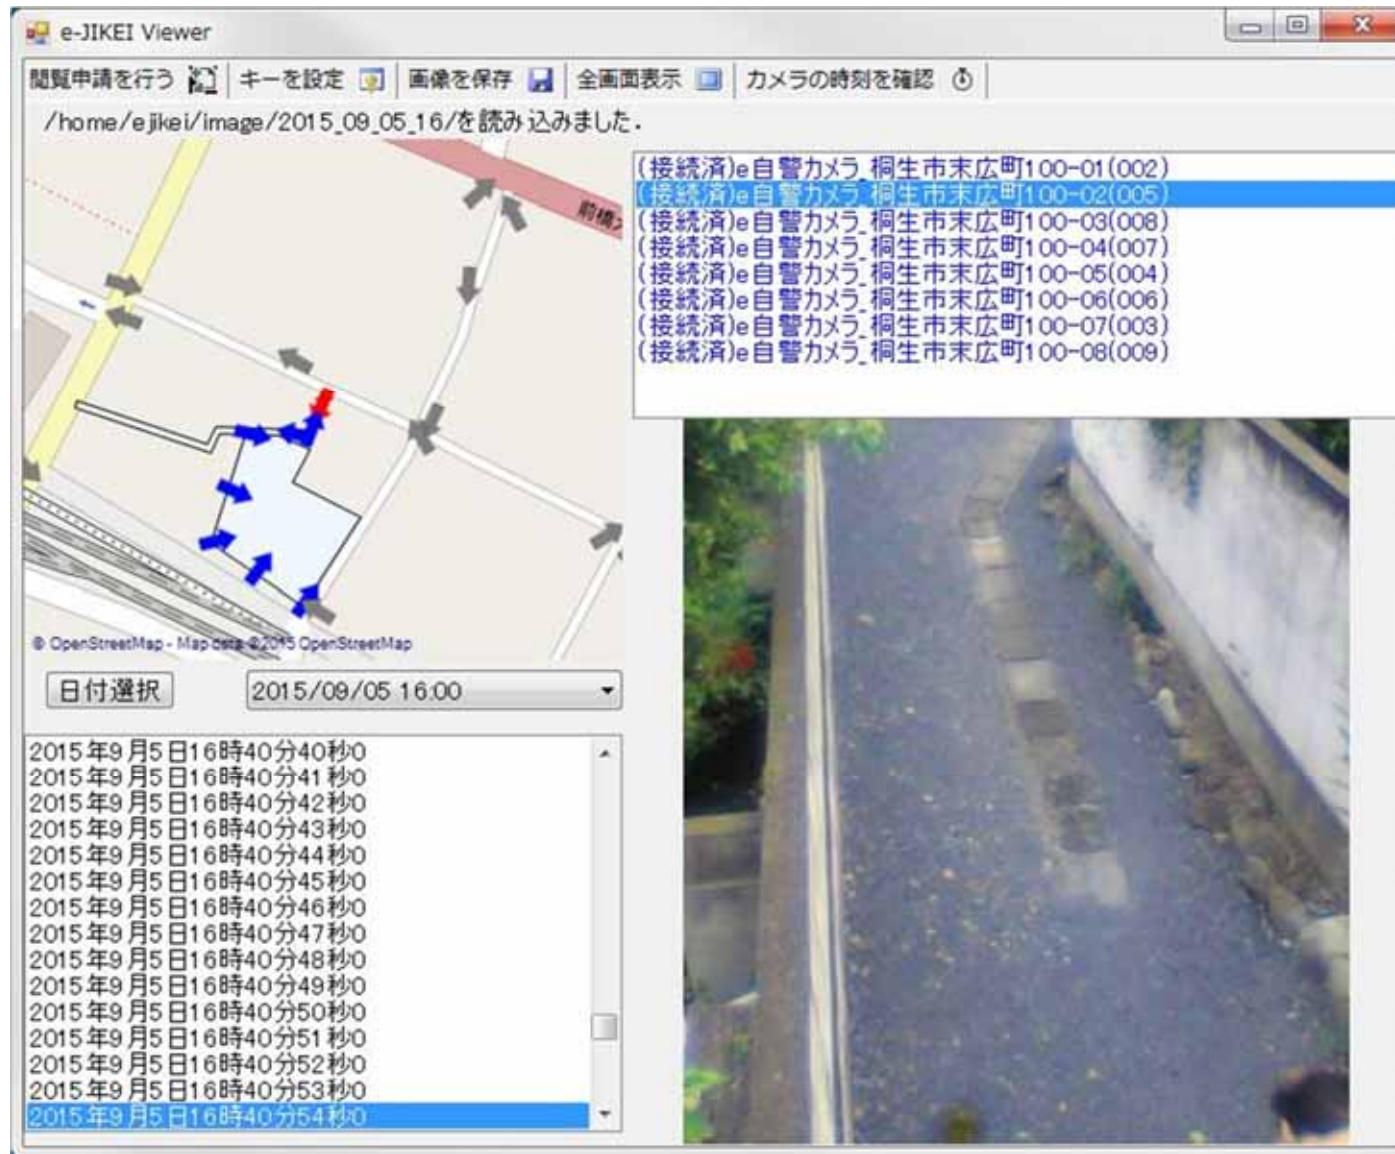 e-JIKEI Viewer
閲覧申請を行う キーを設定 画像を保存 全画面表示 カメラの時刻を確認
/home/ejikei/image/2015_09_05_16/を読み込みました.
(接続済)e自警カメラ_桐生市末広町100-01(002)
(接続済)e自警カメラ_桐生市末広町100-02(005)
(接続済)e自警カメラ_桐生市末広町100-03(008)
(接続済)e自警カメラ_桐生市末広町100-04(007)
(接続済)e自警カメラ_桐生市末広町100-05(004)
(接続済)e自警カメラ_桐生市末広町100-06(006)
(接続済)e自警カメラ_桐生市末広町100-07(003)
(接続済)e自警カメラ_桐生市末広町100-08(009)
前橋
© OpenStreetMap - Map data ©2015 OpenStreetMap
日付選択 2015/09/05 16:00
2015年9月5日16時40分40秒0
2015年9月5日16時40分41秒0
2015年9月5日16時40分42秒0
2015年9月5日16時40分43秒0
2015年9月5日16時40分44秒0
2015年9月5日16時40分45秒0
2015年9月5日16時40分46秒0
2015年9月5日16時40分47秒0
2015年9月5日16時40分48秒0
2015年9月5日16時40分49秒0
2015年9月5日16時40分50秒0
2015年9月5日16時40分51秒0
2015年9月5日16時40分52秒0
2015年9月5日16時40分53秒0
2015年9月5日16時40分54秒0